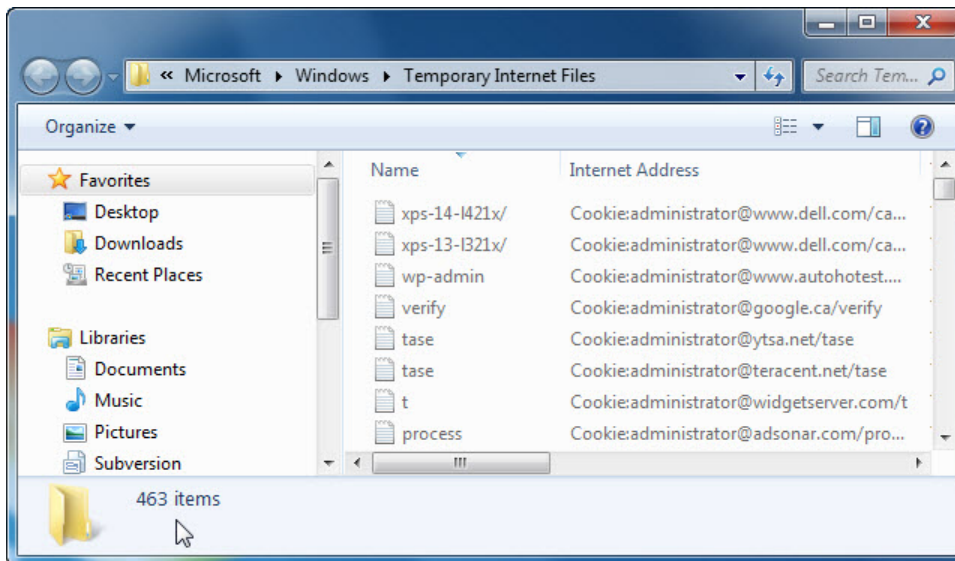 « Microsoft ▸ Windows ▸ Temporary Internet Files
Search Tem...
Organize
Name Internet Address
Favorites
Desktop
Downloads
Recent Places
Libraries
Documents
Music
Pictures
Subversion
xps-14-l421x/ Cookie:administrator@www.dell.com/ca...
xps-13-l321x/ Cookie:administrator@www.dell.com/ca...
wp-admin Cookie:administrator@www.autohotest....
verify Cookie:administrator@google.ca/verify
tase Cookie:administrator@ytsa.net/tase
tase Cookie:administrator@teracent.net/tase
t Cookie:administrator@widgetserver.com/t
process Cookie:administrator@adsonar.com/pro...
463 items